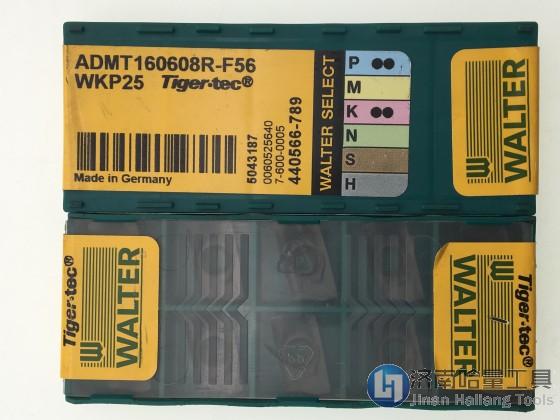 ADMT160608R-F56
WKP25 Tiger·tec®
Made in Germany
5043187
0060525640
7-600-0005
440566-789
WALTER SELECT
P
M
K
N
S
H
WALTER
Tiger·tec®
WALTER
Tiger·tec®
WALTER
济南哈量工具
Jinan Haliang Tools